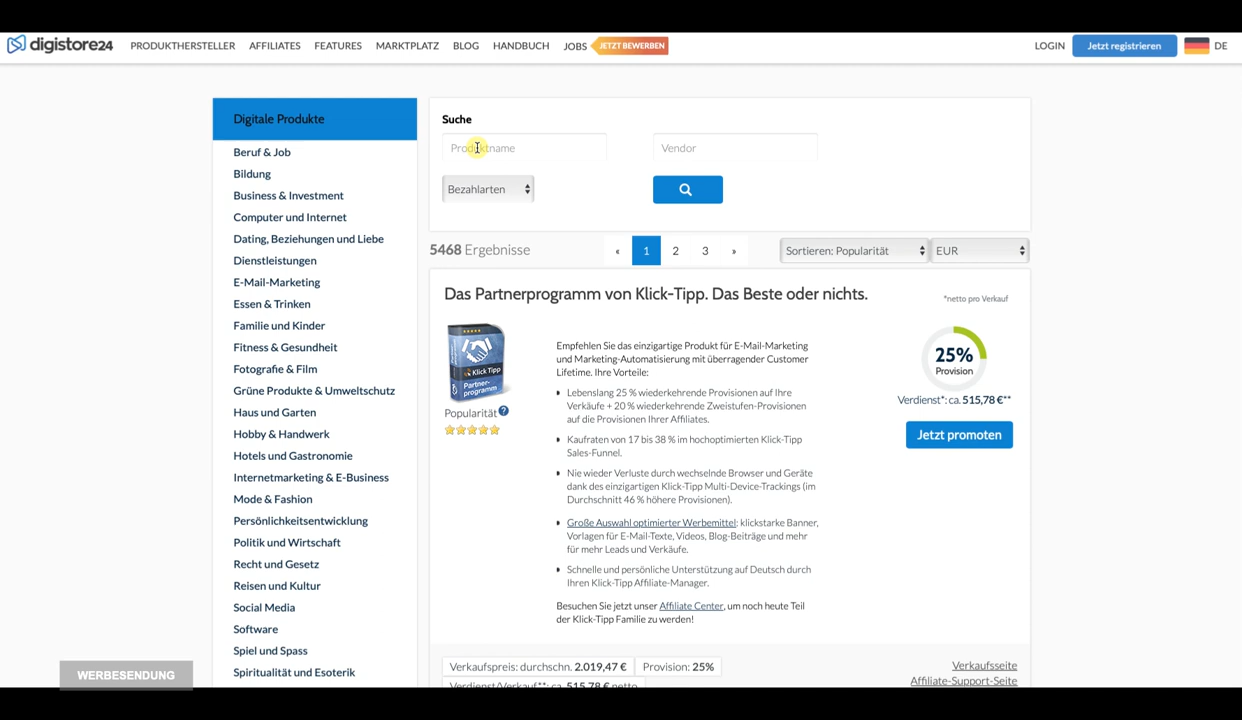 digistore24 PRODUKTHERSTELLER AFFILIATES FEATURES MARKTPLATZ BLOG HANDBUCH JOBS JETZT BEWERBEN LOGIN Jetzt registrieren DE
Digitale Produkte
Beruf & Job
Bildung
Business & Investment
Computer und Internet
Dating, Beziehungen und Liebe
Dienstleistungen
E-Mail-Marketing
Essen & Trinken
Familie und Kinder
Fitness & Gesundheit
Fotografie & Film
Grüne Produkte & Umweltschutz
Haus und Garten
Hobby & Handwerk
Hotels und Gastronomie
Internetmarketing & E-Business
Mode & Fashion
Persönlichkeitsentwicklung
Politik und Wirtschaft
Recht und Gesetz
Reisen und Kultur
Social Media
Software
Spiel und Spass
Spiritualität und Esoterik
WERBESENDUNG
Suche
Produktname Vendor
Bezahlarten
5468 Ergebnisse « 1 2 3 » Sortieren: Popularität EUR
Das Partnerprogramm von Klick-Tipp. Das Beste oder nichts.
*netto pro Verkauf
Klick Tipp
Partner-
programm
Popularität ?
Empfehlen Sie das einzigartige Produkt für E-Mail-Marketing
und Marketing-Automatisierung mit überragender Customer
Lifetime. Ihre Vorteile:
• Lebenslang 25 % wiederkehrende Provisionen auf Ihre
Verkäufe + 20 % wiederkehrende Zweistufen-Provisionen
auf die Provisionen Ihrer Affiliates.
• Kaufraten von 17 bis 38 % im hochoptimierten Klick-Tipp
Sales-Funnel.
• Nie wieder Verluste durch wechselnde Browser und Geräte
dank des einzigartigen Klick-Tipp Multi-Device-Trackings (im
Durchschnitt 46 % höhere Provisionen).
• Große Auswahl optimierter Werbemittel: klickstarke Banner,
Vorlagen für E-Mail-Texte, Videos, Blog-Beiträge und mehr
für mehr Leads und Verkäufe.
• Schnelle und persönliche Unterstützung auf Deutsch durch
Ihren Klick-Tipp Affiliate-Manager.
Besuchen Sie jetzt unser Affiliate Center, um noch heute Teil
der Klick-Tipp Familie zu werden!
25%
Provision
Verdienst*: ca. 515,78 €**
Jetzt promoten
Verkaufspreis: durchschn. 2.019,47 € Provision: 25%
Verdienst/Verkauf**: ca. 515,78 € netto
Verkaufsseite
Affiliate-Support-Seite